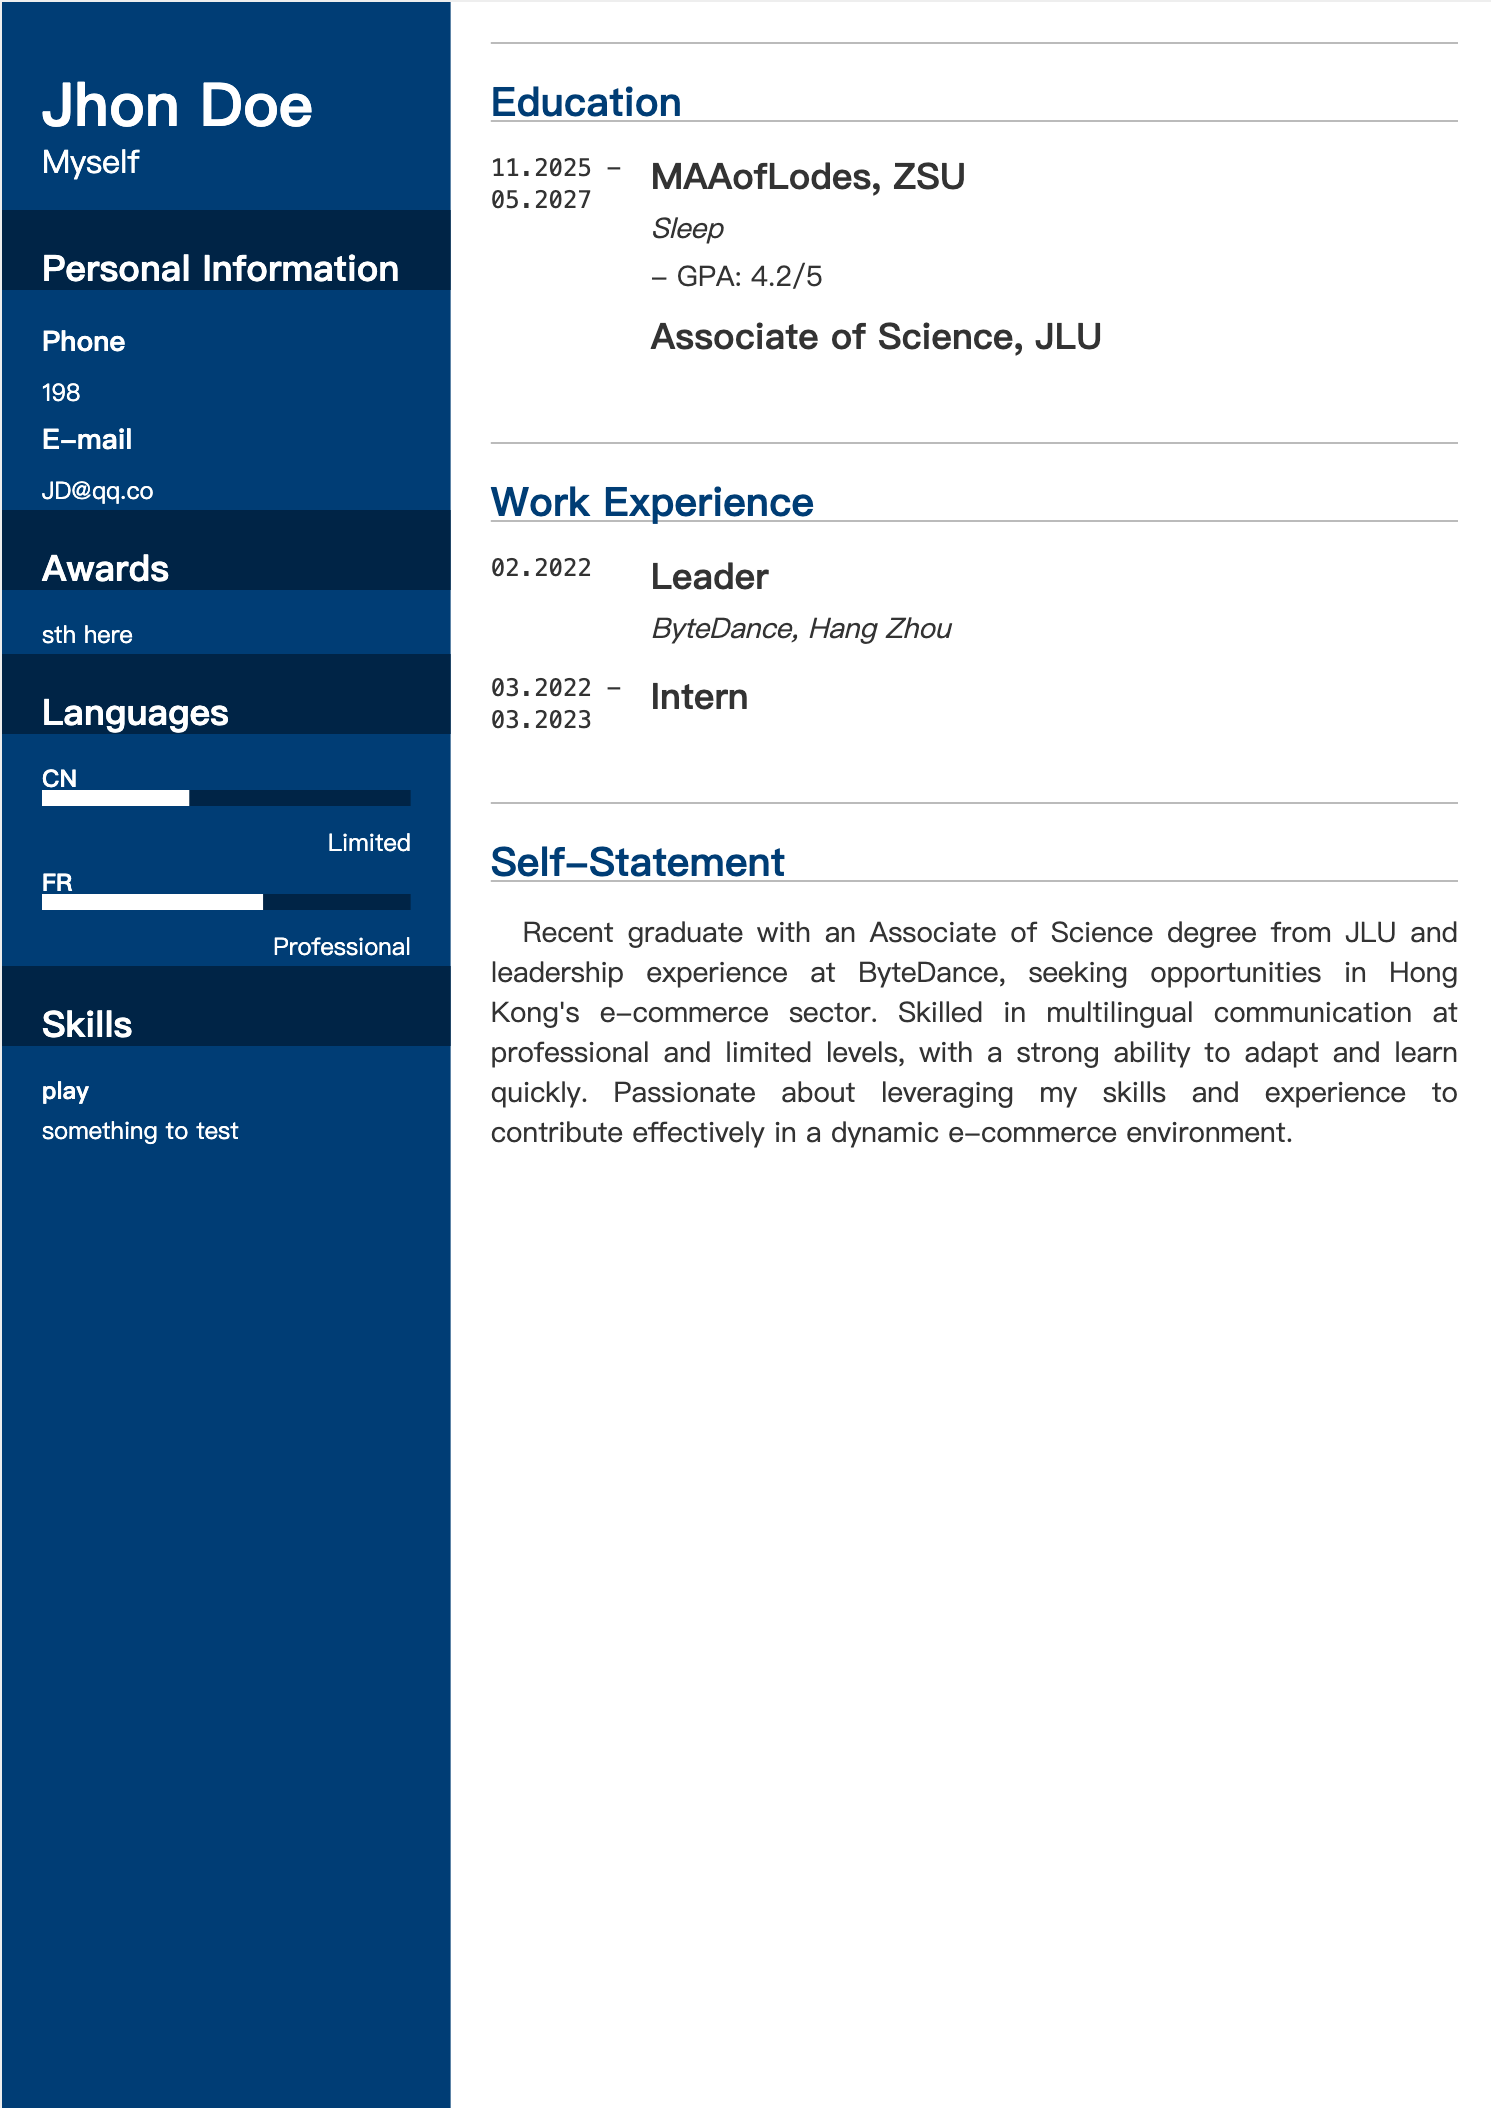 Jhon Doe
Myself
Personal Information
Phone
198
E-mail
JD@qq.co
Awards
sth here
Languages
CN
Limited
FR
Professional
Skills
play
something to test
Education
11.2025 -
05.2027
MAAofLodes, ZSU
Sleep
- GPA: 4.2/5
Associate of Science, JLU
Work Experience
02.2022
Leader
ByteDance, Hang Zhou
03.2022 -
03.2023
Intern
Self-Statement
Recent graduate with an Associate of Science degree from JLU and
leadership experience at ByteDance, seeking opportunities in Hong
Kong's e-commerce sector. Skilled in multilingual communication at
professional and limited levels, with a strong ability to adapt and learn
quickly. Passionate about leveraging my skills and experience to
contribute effectively in a dynamic e-commerce environment.